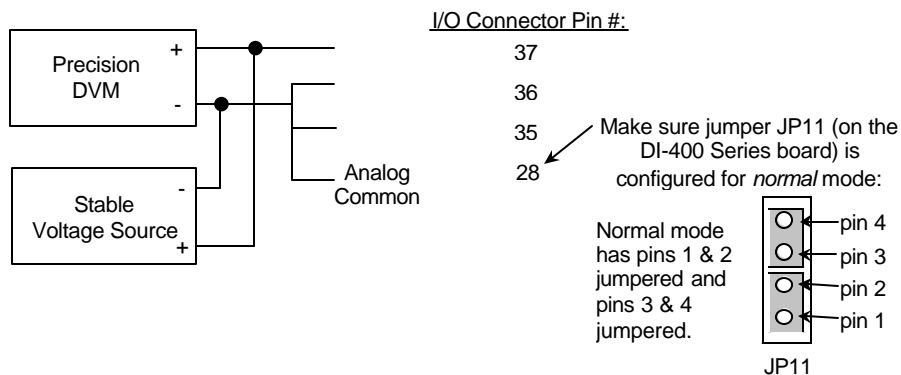 I/O Connector Pin #:
+
Precision
DVM
-
37
36
35
28
Analog
Common
-
Stable
Voltage Source
+
Make sure jumper JP11 (on the
DI-400 Series board) is
configured for normal mode:
Normal mode
has pins 1 & 2
jumpered and
pins 3 & 4
jumpered.
pin 4
pin 3
pin 2
pin 1
JP11